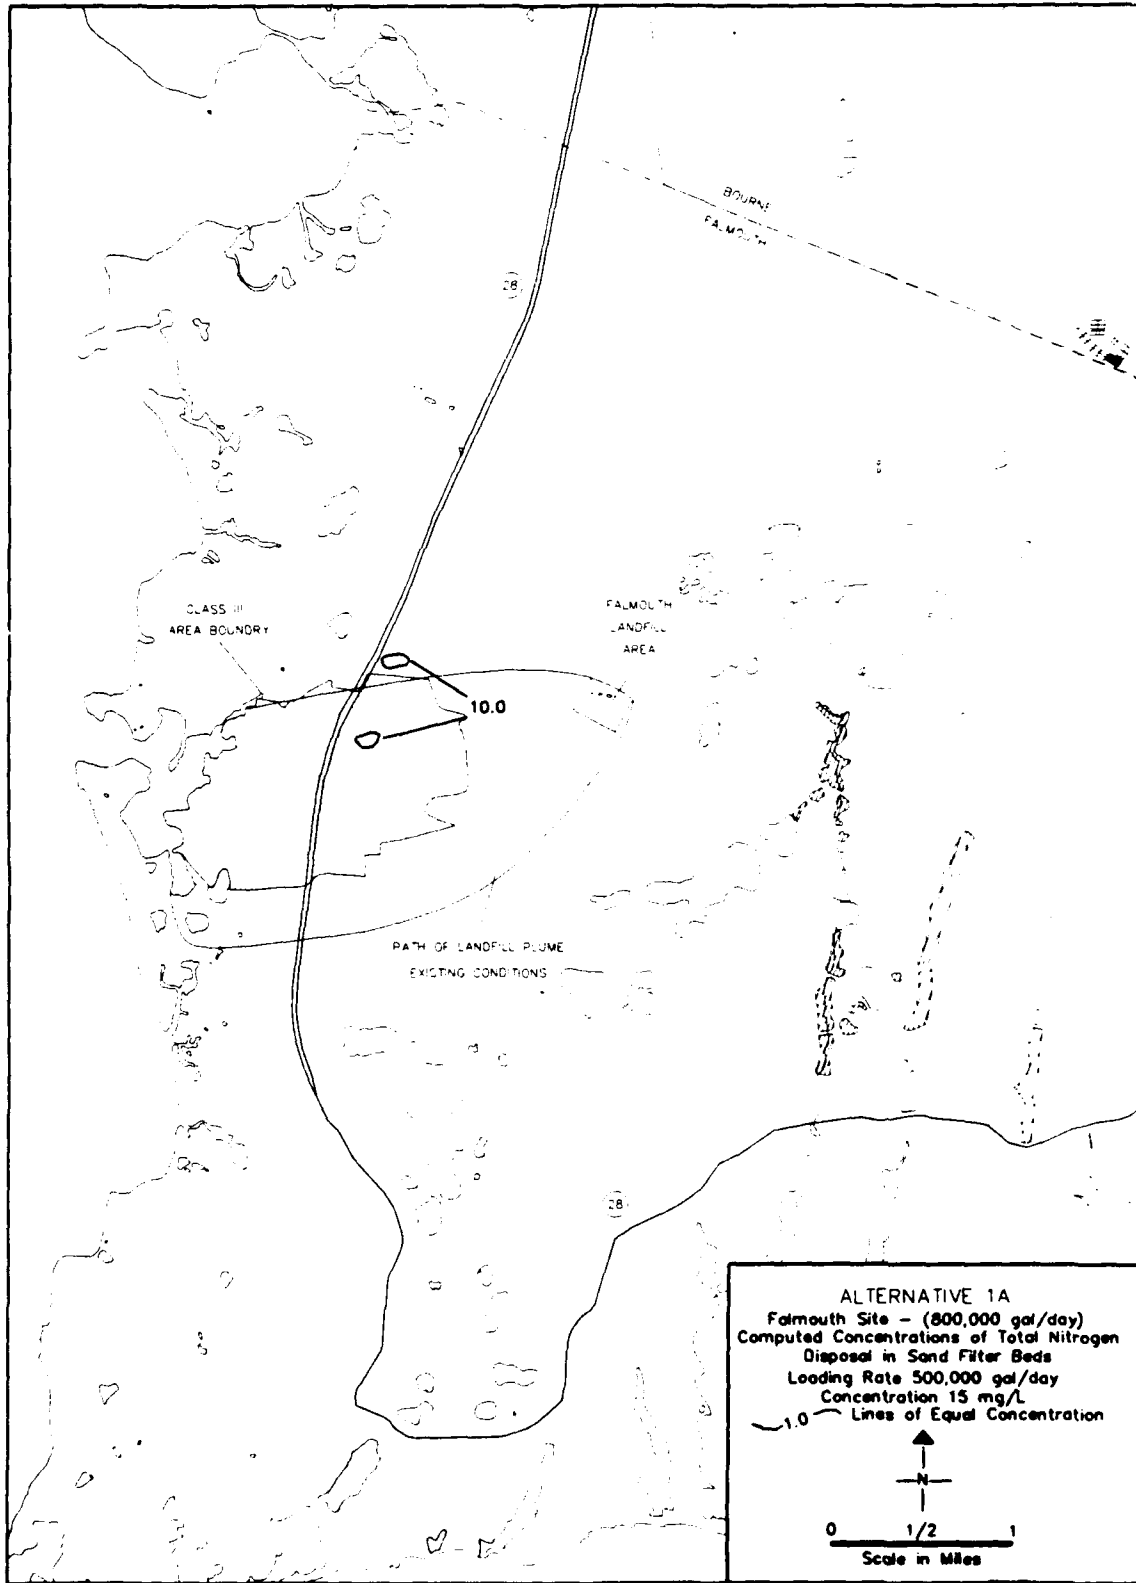 BOURNE
FALMOUTH
28
CLASS III
AREA BOUNDRY
FALMOUTH
LANDFILL
AREA
10.0
PATH OF LANDFILL PLUME
EXISTING CONDITIONS
28
ALTERNATIVE 1A
Falmouth Site - (800,000 gal/day)
Computed Concentrations of Total Nitrogen
Disposal in Sand Filter Beds
Loading Rate 500,000 gal/day
Concentration 15 mg/L
1.0 Lines of Equal Concentration
N
0 1/2 1
Scale in Miles